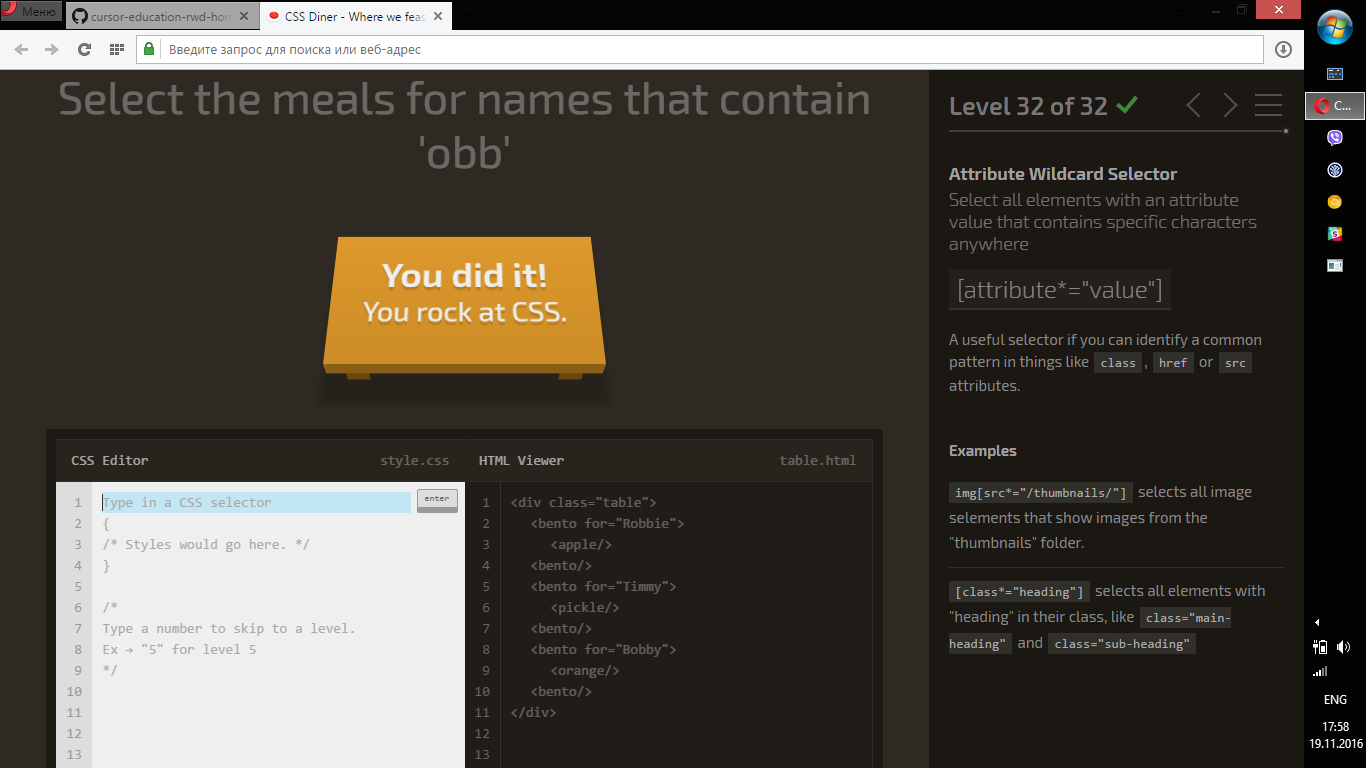 Меню
cursor-education-rwd-hom
CSS Diner - Where we feas
Введите запрос для поиска или веб-адрес
Select the meals for names that contain
'obb'
You did it!
You rock at CSS.
CSS Editor
style.css
HTML Viewer
table.html
1 Type in a CSS selector
enter
2 {
3 /* Styles would go here. */
4 }
5
6 /*
7 Type a number to skip to a level.
8 Ex → "5" for level 5
9 */
10
11
12
13
1 <div class="table">
2 <bento for="Robbie">
3 <apple/>
4 <bento/>
5 <bento for="Timmy">
6 <pickle/>
7 <bento/>
8 <bento for="Bobby">
9 <orange/>
10 <bento/>
11 </div>
12
13
Level 32 of 32
Attribute Wildcard Selector
Select all elements with an attribute
value that contains specific characters
anywhere
[attribute*="value"]
A useful selector if you can identify a common
pattern in things like class , href or src
attributes.
Examples
img[src*="/thumbnails/"] selects all image
selements that show images from the
"thumbnails" folder.
[class*="heading"] selects all elements with
"heading" in their class, like class="main-
heading" and class="sub-heading"
C...
ENG
17:58
19.11.2016